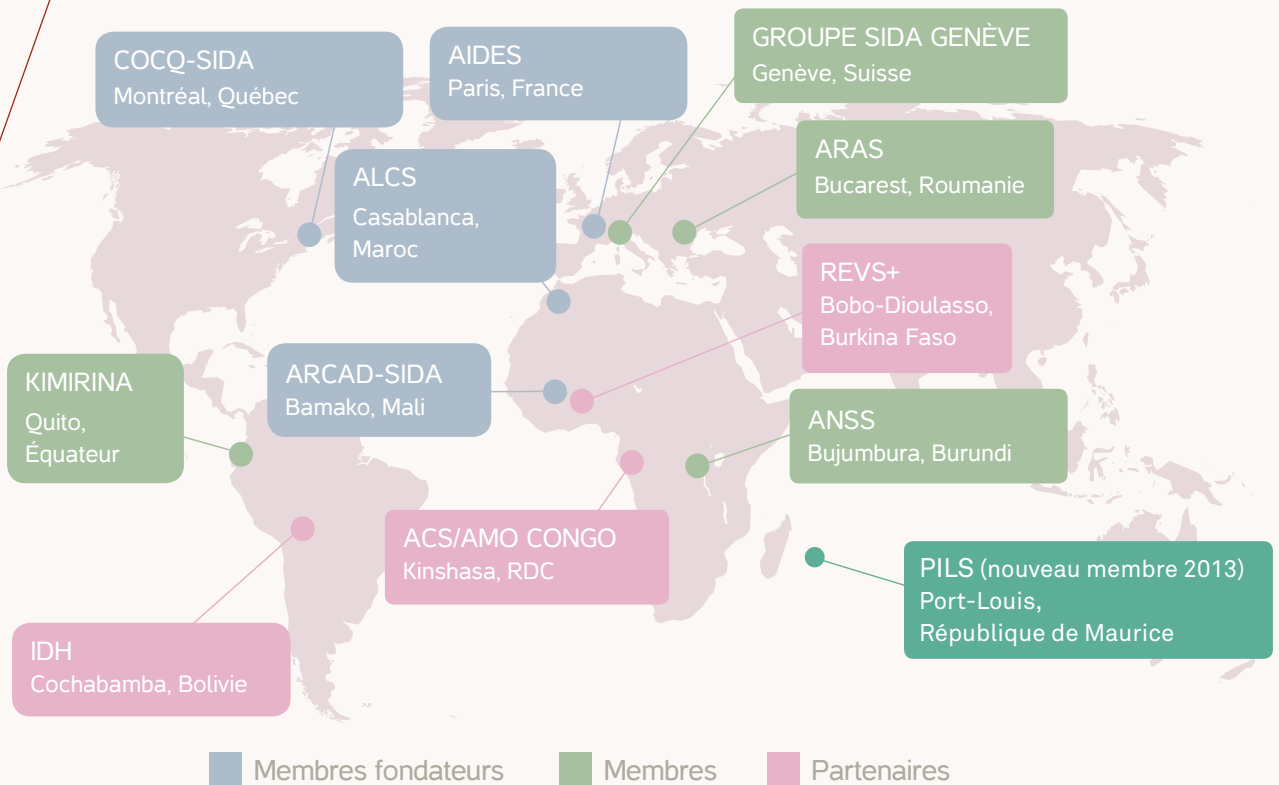 COCQ-SIDA
Montréal, Québec
AIDES
Paris, France
GROUPE SIDA GENÈVE
Genève, Suisse
ALCS
Casablanca,
Maroc
ARAS
Bucarest, Roumanie
REVS+
Bobo-Dioulasso,
Burkina Faso
KIMIRINA
Quito,
Équateur
ARCAD-SIDA
Bamako, Mali
ANSS
Bujumbura, Burundi
ACS/AMO CONGO
Kinshasa, RDC
PILS (nouveau membre 2013)
Port-Louis,
République de Maurice
IDH
Cochabamba, Bolivie
Membres fondateurs
Membres
Partenaires